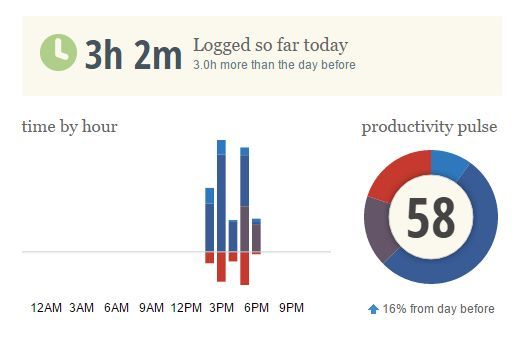 3h 2m
Logged so far today
3.0h more than the day before
time by hour
productivity pulse
58
12AM 3AM 6AM 9AM 12PM 3PM 6PM 9PM
16% from day before